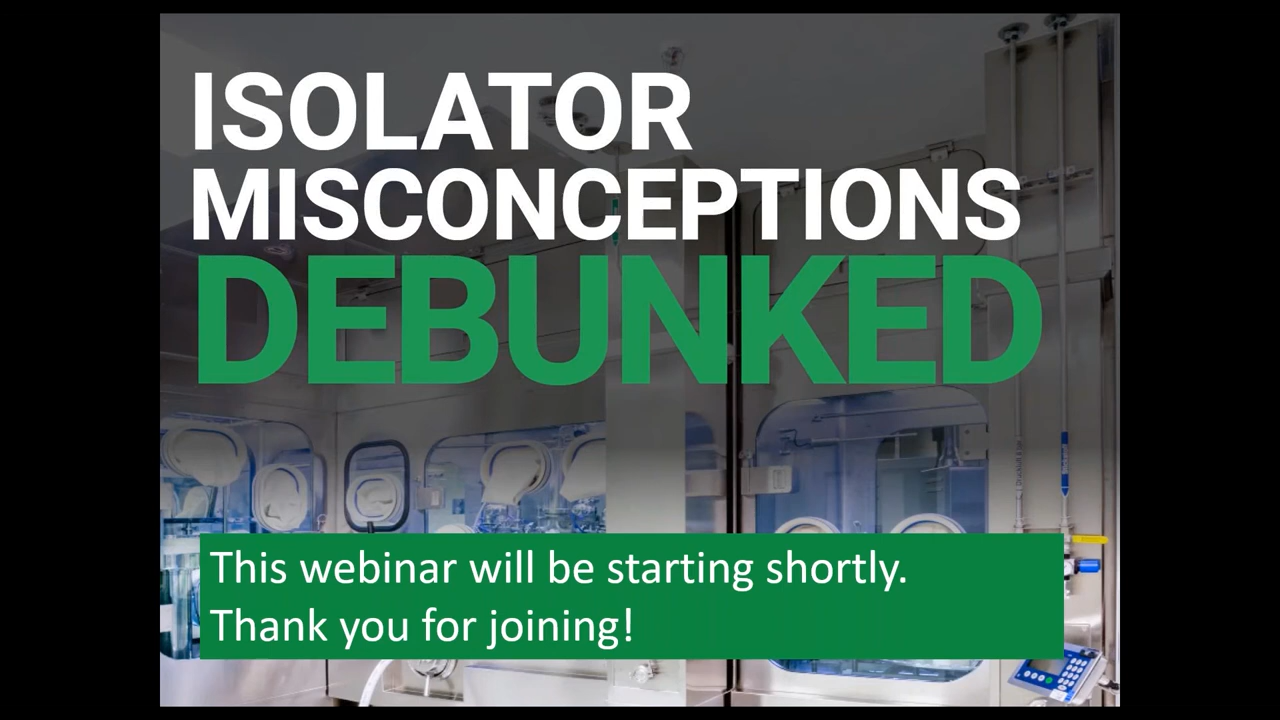 ISOLATOR
MISCONCEPTIONS
DEBUNKED
This webinar will be starting shortly.
Thank you for joining!